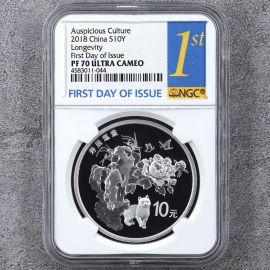 Auspicious Culture
2018 China S10Y
Longevity
First Day of Issue
PF 70 ULTRA CAMEO
4563011-044
1st
FIRST DAY OF ISSUE
NGC
10元